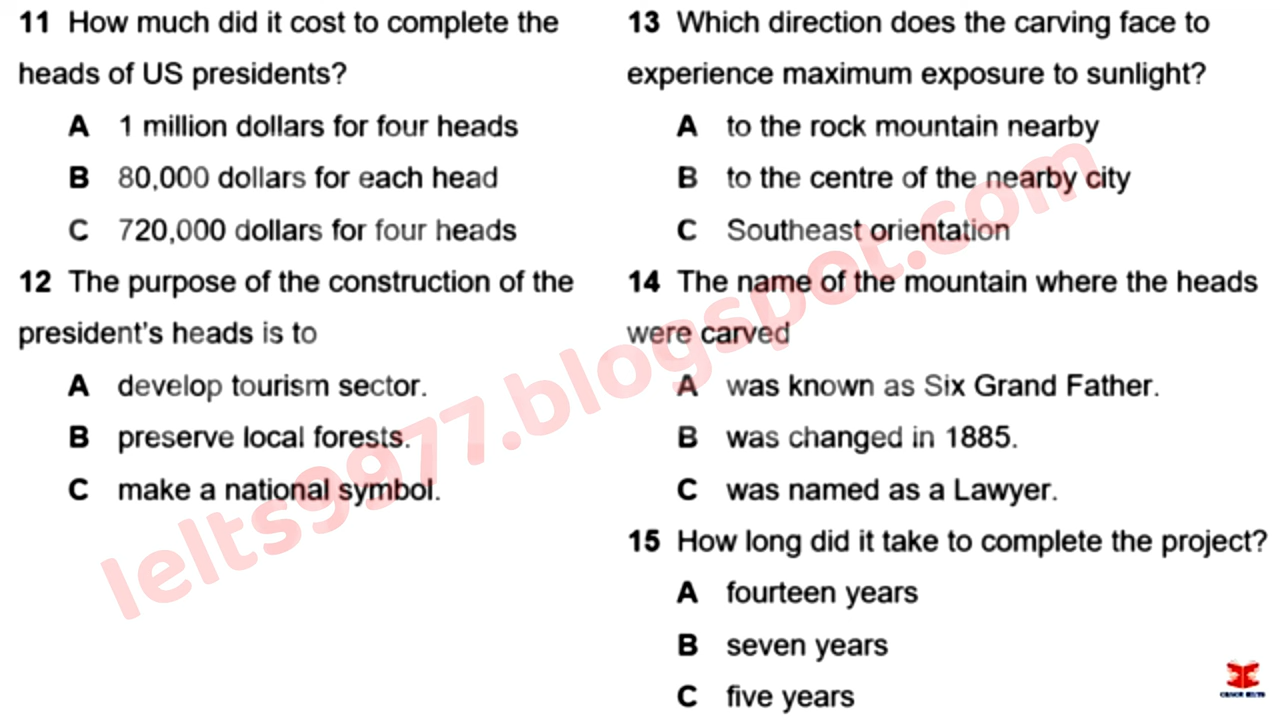 11 How much did it cost to complete the
heads of US presidents?
A 1 million dollars for four heads
B 80,000 dollars for each head
C 720,000 dollars for four heads
12 The purpose of the construction of the
president's heads is to
A develop tourism sector.
B preserve local forests.
C make a national symbol.
13 Which direction does the carving face to
experience maximum exposure to sunlight?
A to the rock mountain nearby
B to the centre of the nearby city
C Southeast orientation
14 The name of the mountain where the heads
were carved
A was known as Six Grand Father.
B was changed in 1885.
C was named as a Lawyer.
15 How long did it take to complete the project?
A fourteen years
B seven years
C five years
Ielts9977.blogspot.com